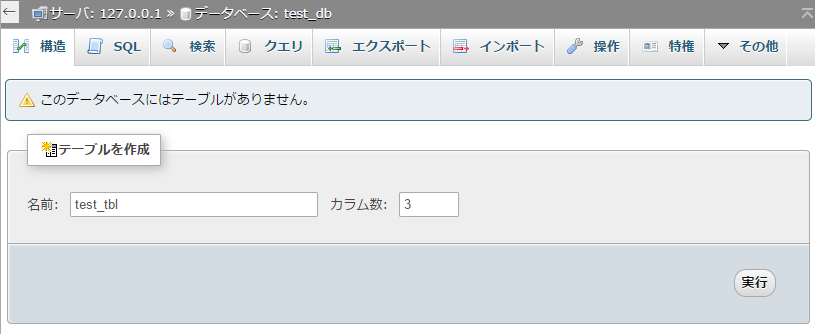 ← サーバ: 127.0.0.1 » データベース: test_db
構造 SQL 検索 クエリ エクスポート インポート 操作 特権 ▼ その他
このデータベースにはテーブルがありません。
テーブルを作成
名前: test_tbl カラム数: 3
実行